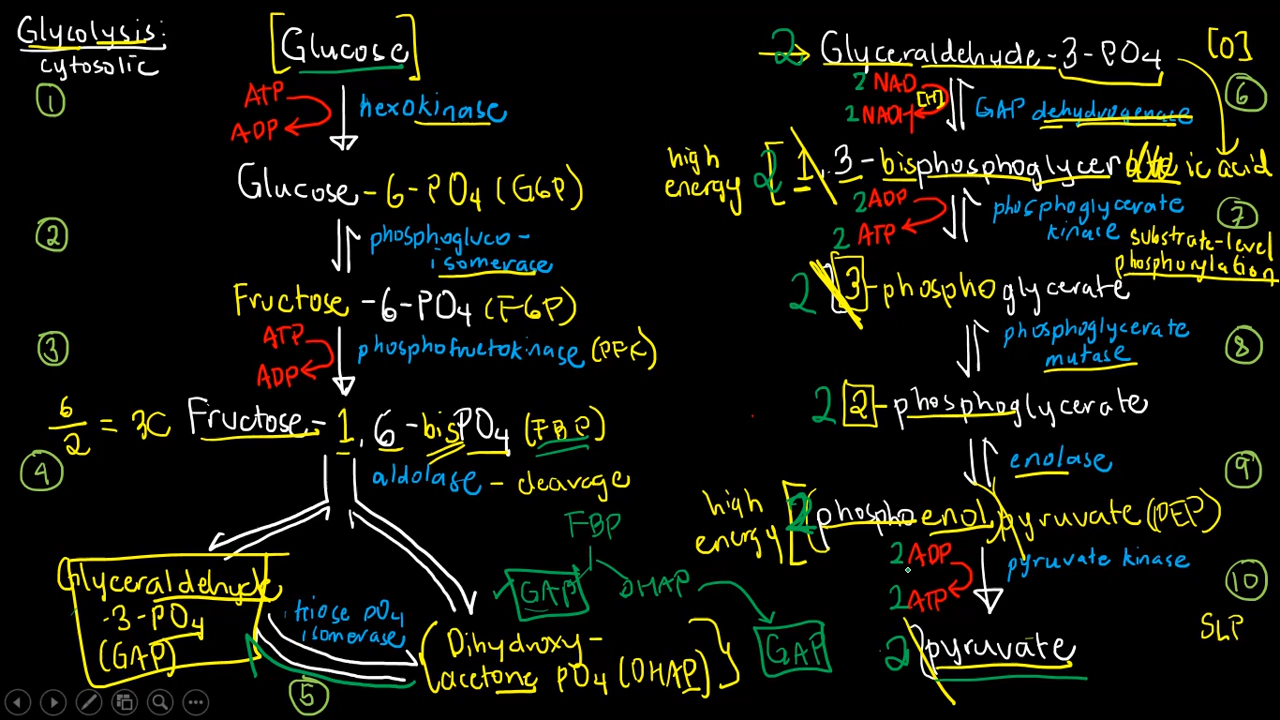 Glycolysis:
cytosolic
[Glucose]
1
ATP
ADP
hexokinase
Glucose-6-PO4 (G6P)
2
phosphogluco-
isomerase
Fructose-6-PO4 (F6P)
3
ATP
ADP
phosphofructokinase (PFK)
6/2 = 3C
Fructose-1,6-bisPO4 (FBP)
4
aldolase - cleavage
FBP
GAP
DHAP
GAP
Glyceraldehyde
-3-PO4
(GAP)
triose PO4
isomerase
5
Dihydroxy-
acetone PO4 (DHAP)
2 Glyceraldehyde-3-PO4
[O]
6
2 NAD
[H]
2 NADH
GAP dehydrogenase
high
energy
2 [1,3-bisphosphoglycer ic acid
2 ADP
2 ATP
phosphoglycerate
kinase
7
substrate-level
phosphorylation
2 3-phosphoglycerate
phosphoglycerate
mutase
8
2 2-phosphoglycerate
enolase
9
high
energy
2 [(phosphoenol)pyruvate (PEP)
2 ADP
2 ATP
pyruvate kinase
10
SLP
2 pyruvate